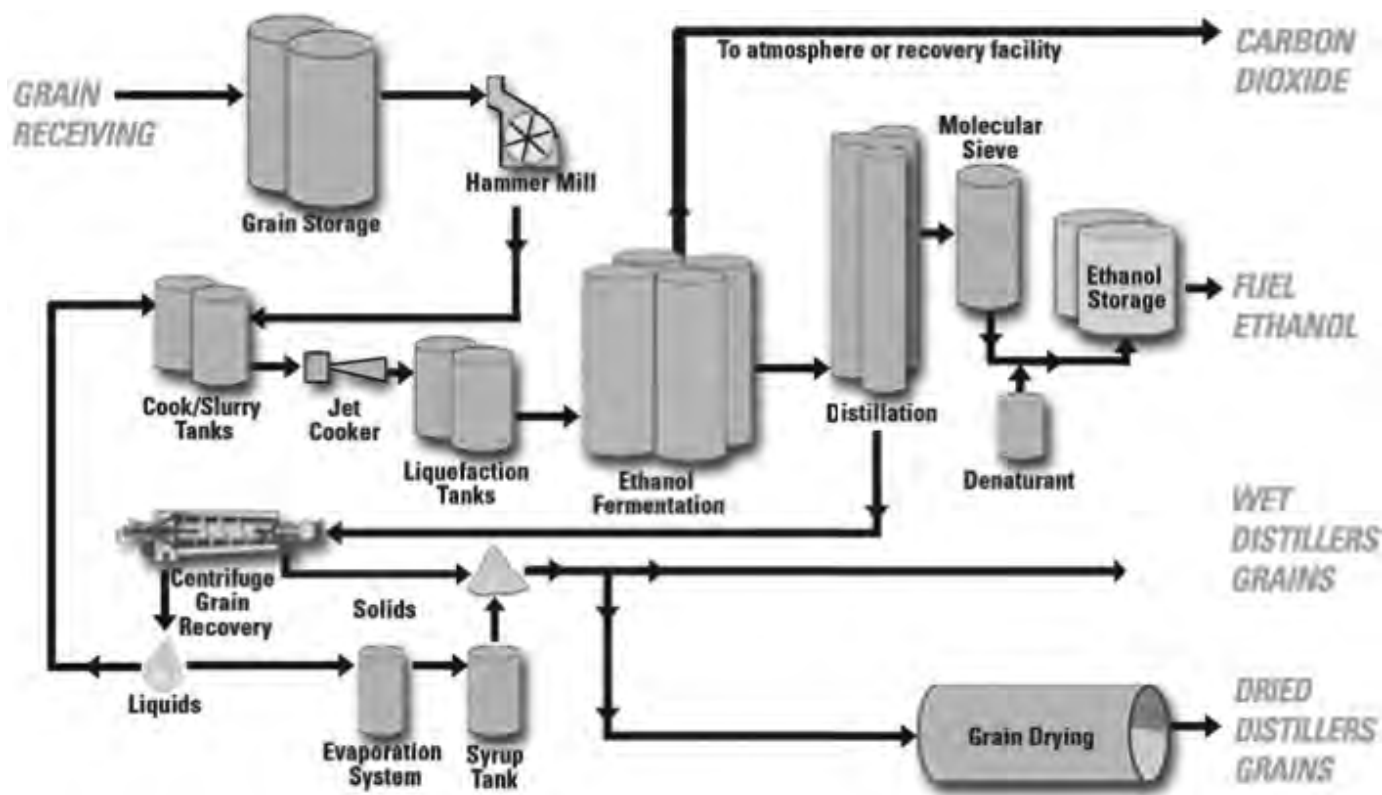 To atmosphere or recovery facility
CARBON
DIOXIDE
GRAIN
RECEIVING
Hammer Mill
Grain Storage
Molecular
Sieve
Ethanol
Storage
FUEL
ETHANOL
Cook/Slurry
Tanks
Jet
Cooker
Liquefaction
Tanks
Ethanol
Fermentation
Distillation
Denaturant
WET
DISTILLERS
GRAINS
Centrifuge
Grain
Recovery
Solids
Liquids
Evaporation
System
Syrup
Tank
Grain Drying
DRIED
DISTILLERS
GRAINS